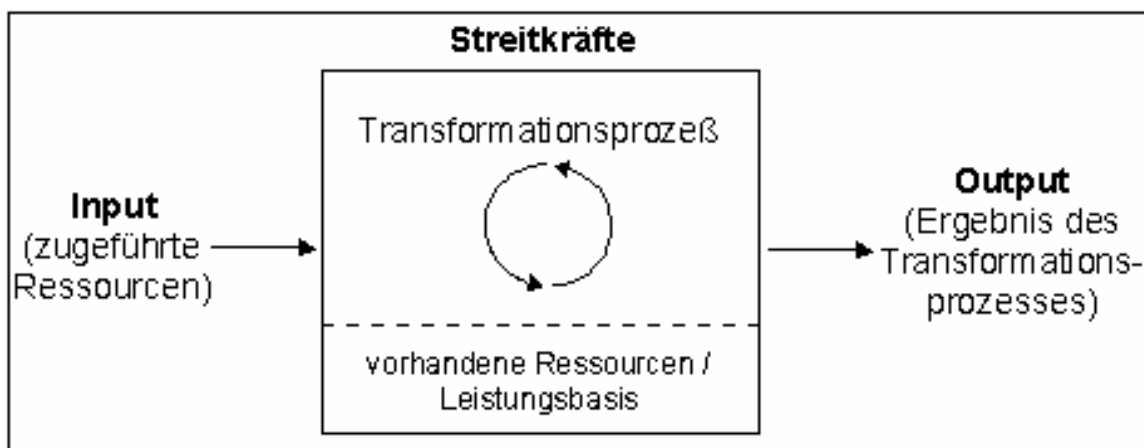 Streitkräfte
Transformationsprozeß
Input
(zugeführte
Ressourcen)
Output
(Ergebnis des
Transformations-
prozesses)
vorhandene Ressourcen /
Leistungsbasis